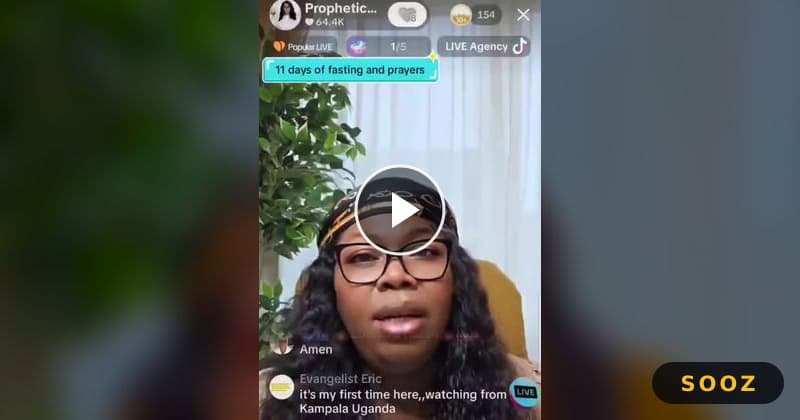 Prophetic...
64.4K
154
Popular LIVE
1/5
LIVE Agency
11 days of fasting and prayers
Amen
Evangelist Eric
it's my first time here,,watching from
Kampala Uganda
LIVE
SOOZ